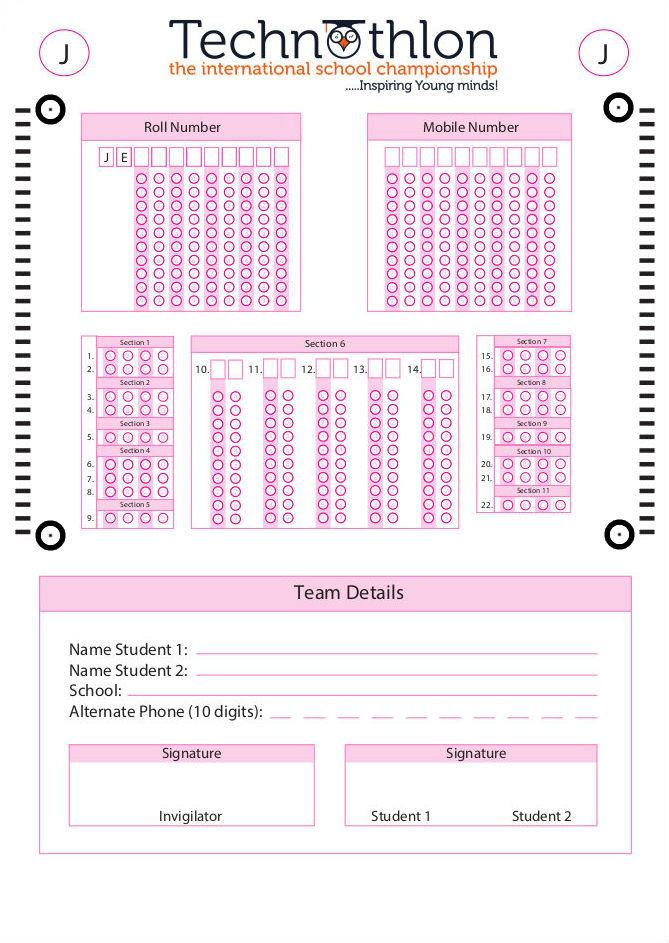 J
Technothlon
J
the international school championship
.....Inspiring Young minds!
Roll Number
Mobile Number
J E
Section 1
1.
2.
Section 2
3.
4.
Section 3
5.
Section 4
6.
7.
8.
Section 5
9.
Section 6
10. 11. 12. 13. 14.
Section 7
15.
16.
Section 8
17.
18.
Section 9
19.
Section 10
20.
21.
Section 11
22.
Team Details
Name Student 1:
Name Student 2:
School:
Alternate Phone (10 digits):
Signature
Invigilator
Signature
Student 1 Student 2